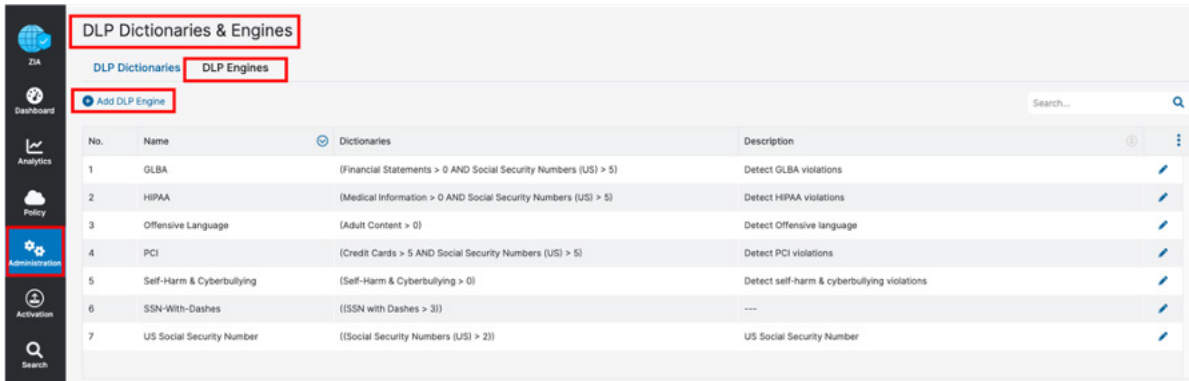 DLP Dictionaries & Engines
ZIA
DLP Dictionaries DLP Engines
Dashboard
Add DLP Engine Search...
No. Name Dictionaries Description
Analytics
1 GLBA (Financial Statements > 0 AND Social Security Numbers (US) > 5) Detect GLBA violations
2 HIPAA (Medical Information > 0 AND Social Security Numbers (US) > 5) Detect HIPAA violations
Policy
3 Offensive Language (Adult Content > 0) Detect Offensive language
4 PCI (Credit Cards > 5 AND Social Security Numbers (US) > 5) Detect PCI violations
Administration
5 Self-Harm & Cyberbullying (Self-Harm & Cyberbullying > 0) Detect self-harm & cyberbullying violations
6 SSN-With-Dashes ((SSN with Dashes > 3)) ---
Activation
7 US Social Security Number ((Social Security Numbers (US) > 2)) US Social Security Number
Search